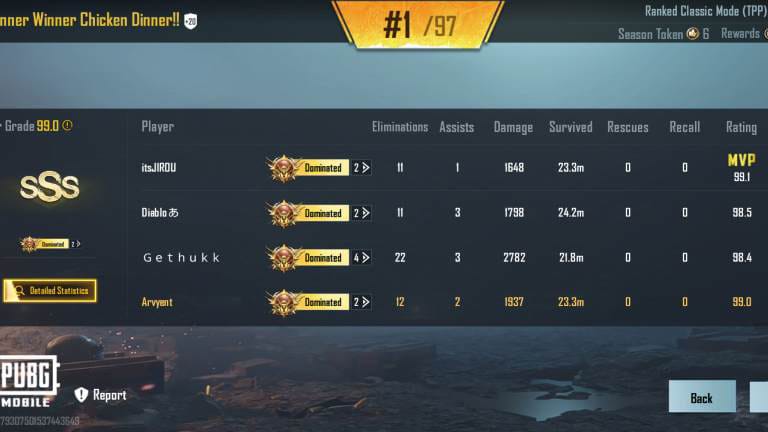 nner Winner Chicken Dinner!! +20
#1 /97
Ranked Classic Mode (TPP)
Season Token 6 Rewards
Grade 99.0
Player Eliminations Assists Damage Survived Rescues Recall Rating
itsJIROU Dominated 2 11 1 1648 23.3m 0 0 MVP 99.1
Diabloあ Dominated 2 11 3 1798 24.2m 0 0 98.5
Ｇｅｔｈｕｋｋ Dominated 4 22 3 2782 21.8m 0 0 98.4
Arvyent Dominated 2 12 2 1937 23.3m 0 0 99.0
SSS
Dominated 2
Detailed Statistics
PUBG
MOBILE
Report
Back